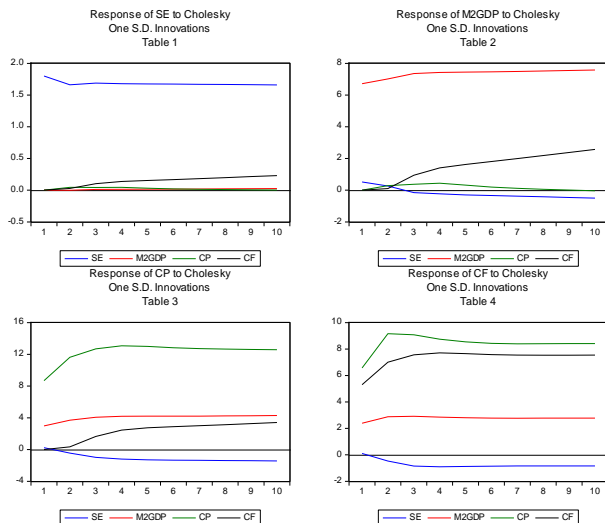 Response of SE to Cholesky
One S.D. Innovations
Table 1
2.0
1.5
1.0
0.5
0.0
-0.5
1 2 3 4 5 6 7 8 9 10
SE M2GDP CP CF
Response of M2GDP to Cholesky
One S.D. Innovations
Table 2
8
6
4
2
0
-2
1 2 3 4 5 6 7 8 9 10
SE M2GDP CP CF
Response of CP to Cholesky
One S.D. Innovations
Table 3
16
12
8
4
0
-4
1 2 3 4 5 6 7 8 9 10
SE M2GDP CP CF
Response of CF to Cholesky
One S.D. Innovations
Table 4
10
8
6
4
2
0
-2
1 2 3 4 5 6 7 8 9 10
SE M2GDP CP CF